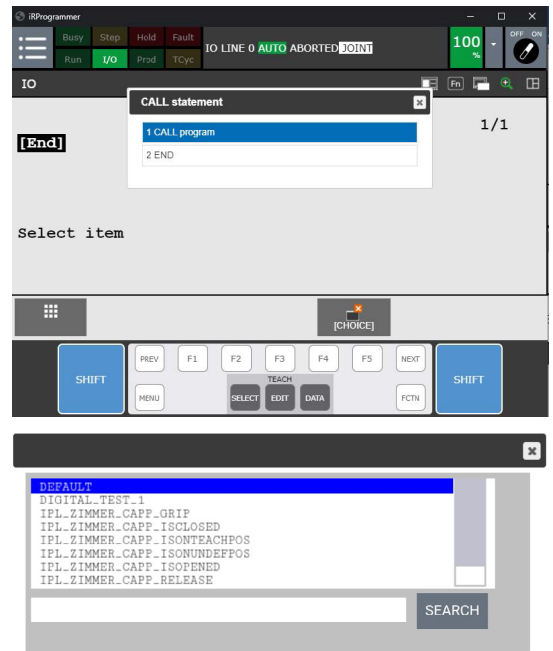 iRProgrammer
Busy Step Hold Fault
Run I/O Prod TCyc
IO LINE 0 AUTO ABORTED JOINT
100 %
OFF ON
IO
Fn
CALL statement
1 CALL program
2 END
1/1
[End]
Select item
[CHOICE]
SHIFT
PREV F1 F2 F3 F4 F5 NEXT
TEACH
MENU SELECT EDIT DATA FCTN
SHIFT
DEFAULT
DIGITAL_TEST_1
IPL_ZIMMER_CAPP_GRIP
IPL_ZIMMER_CAPP_ISCLOSED
IPL_ZIMMER_CAPP_ISONTEACHPOS
IPL_ZIMMER_CAPP_ISONUNDEFPOS
IPL_ZIMMER_CAPP_ISOPENED
IPL_ZIMMER_CAPP_RELEASE
SEARCH